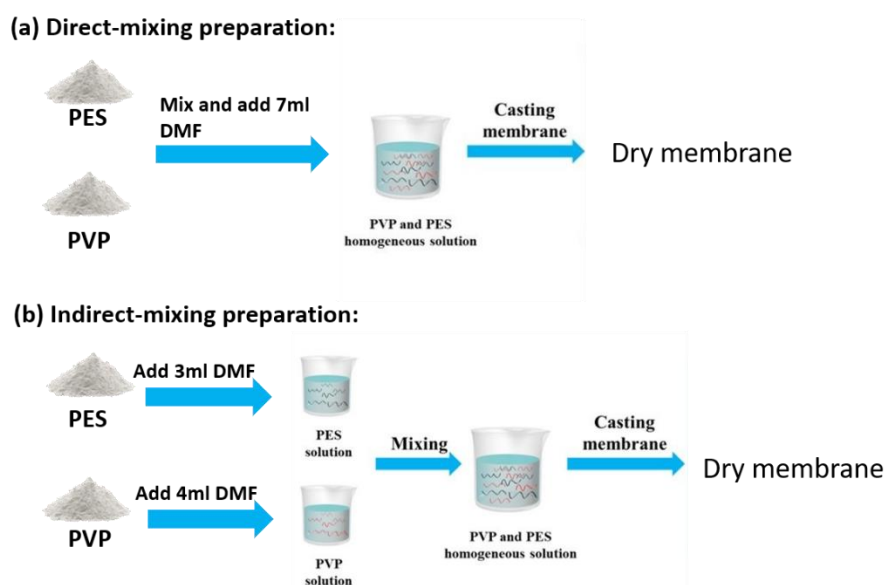 (a) Direct-mixing preparation:
PES
Mix and add 7ml
DMF
PVP
PVP and PES
homogeneous solution
Casting
membrane
Dry membrane
(b) Indirect-mixing preparation:
PES
Add 3ml DMF
PES
solution
PVP
Add 4ml DMF
PVP
solution
Mixing
PVP and PES
homogeneous solution
Casting
membrane
Dry membrane